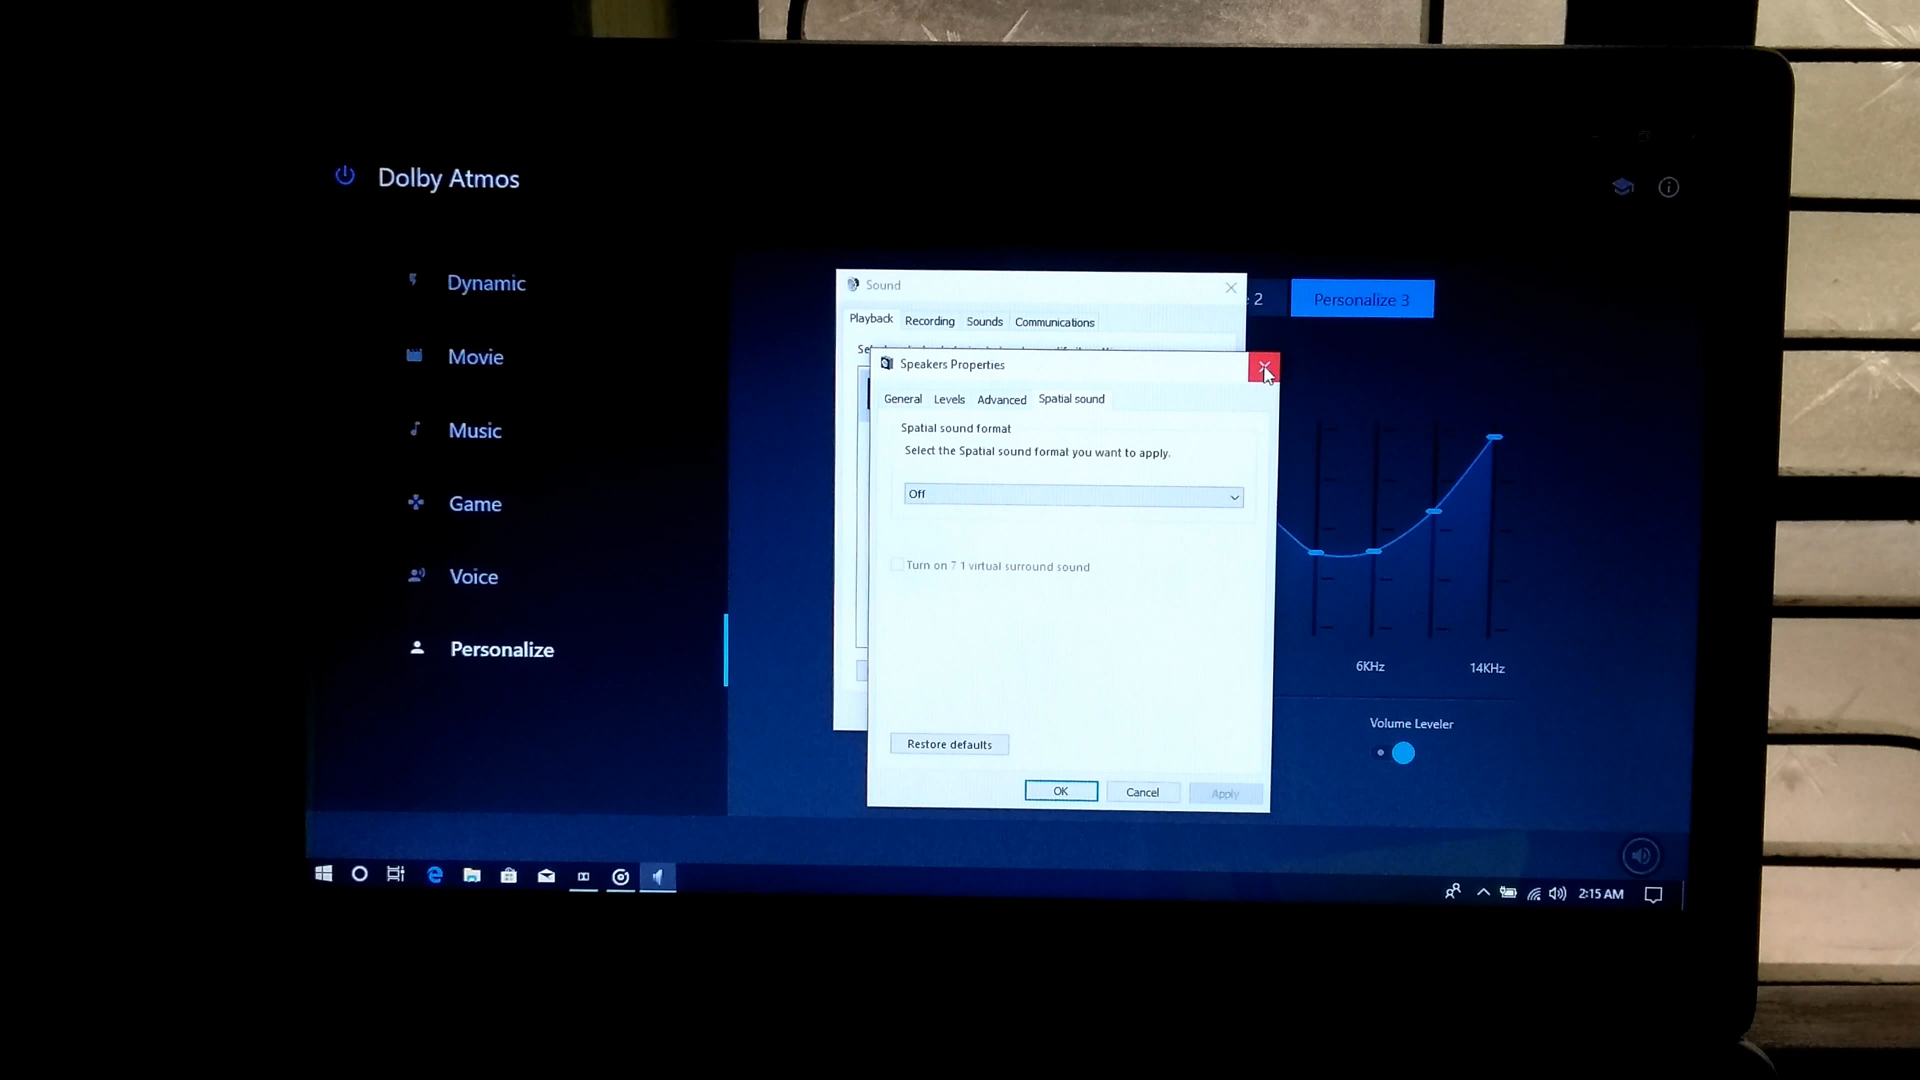 Dolby Atmos
Dynamic
Movie
Music
Game
Voice
Personalize
Sound
Playback Recording Sounds Communications
2
Personalize 3
Speakers Properties
General Levels Advanced Spatial sound
Spatial sound format
Select the Spatial sound format you want to apply.
Off
Turn on 7 1 virtual surround sound
Restore defaults
OK Cancel Apply
6KHz 14KHz
Volume Leveler
2:15 AM